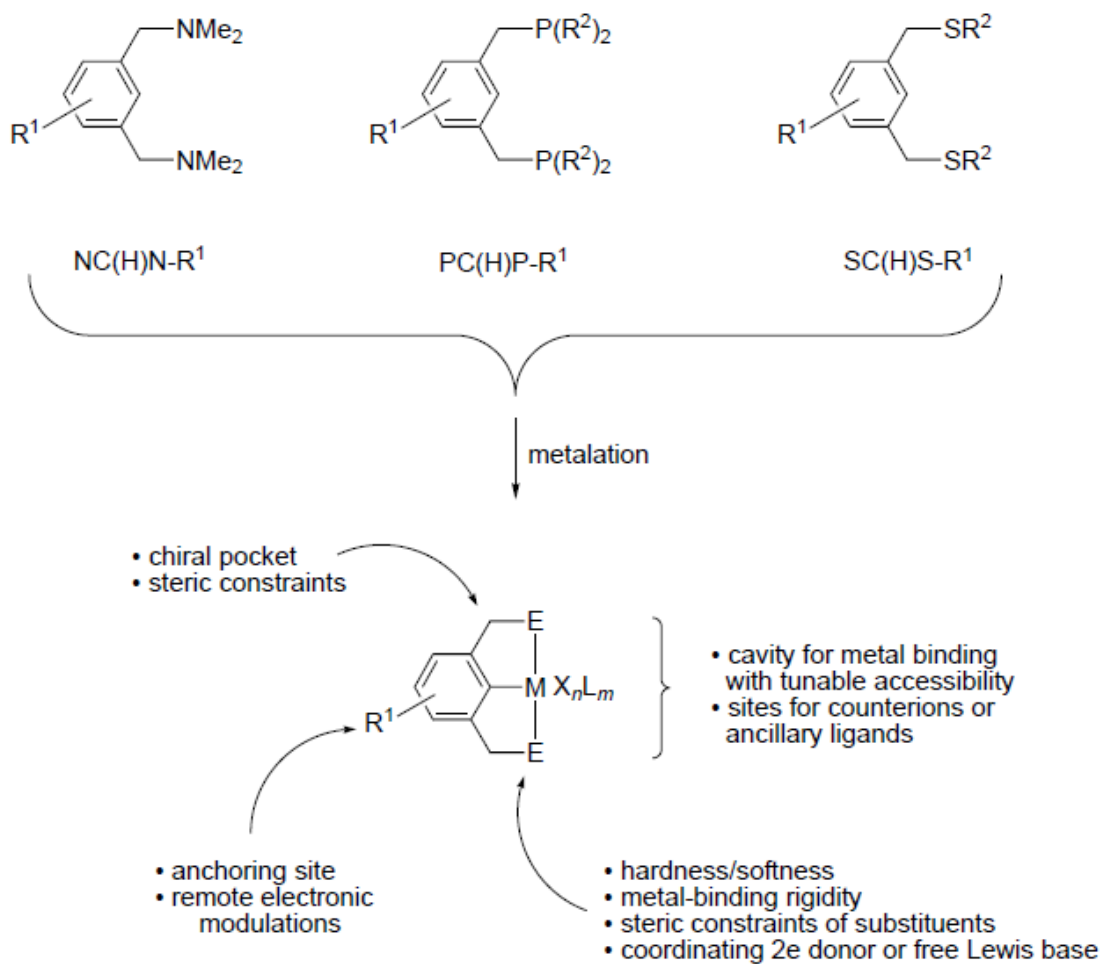 NMe₂ P(R²)₂ SR²
R¹ R¹ R¹
NMe₂ P(R²)₂ SR²
NC(H)N-R¹ PC(H)P-R¹ SC(H)S-R¹
metalation
• chiral pocket
• steric constraints
E
M XₙLₘ
R¹
E
• cavity for metal binding
with tunable accessibility
• sites for counterions or
ancillary ligands
• anchoring site
• remote electronic
modulations
• hardness/softness
• metal-binding rigidity
• steric constraints of substituents
• coordinating 2e donor or free Lewis base